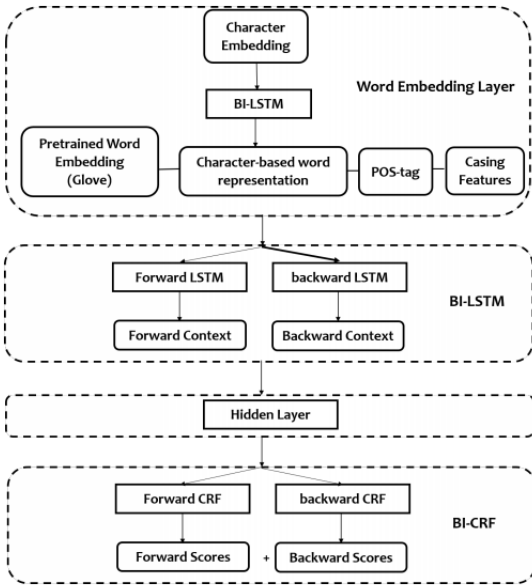 Character
Embedding
Word Embedding Layer
BI-LSTM
Pretrained Word
Embedding
(Glove)
Character-based word
representation
POS-tag
Casing
Features
Forward LSTM
backward LSTM
BI-LSTM
Forward Context
Backward Context
Hidden Layer
Forward CRF
backward CRF
BI-CRF
Forward Scores
+
Backward Scores